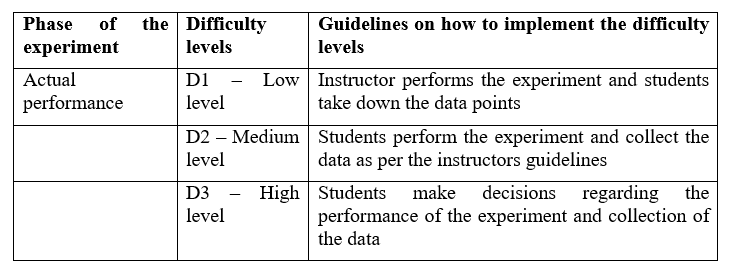 Phase of the experiment
Difficulty levels
Guidelines on how to implement the difficulty levels
Actual performance
D1 – Low level
Instructor performs the experiment and students take down the data points
D2 – Medium level
Students perform the experiment and collect the data as per the instructors guidelines
D3 – High level
Students make decisions regarding the performance of the experiment and collection of the data